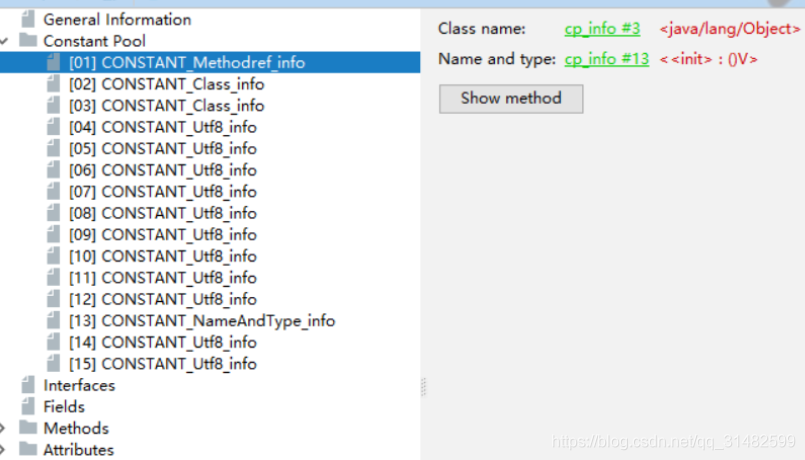 General Information
Constant Pool
[01] CONSTANT_Methodref_info
[02] CONSTANT_Class_info
[03] CONSTANT_Class_info
[04] CONSTANT_Utf8_info
[05] CONSTANT_Utf8_info
[06] CONSTANT_Utf8_info
[07] CONSTANT_Utf8_info
[08] CONSTANT_Utf8_info
[09] CONSTANT_Utf8_info
[10] CONSTANT_Utf8_info
[11] CONSTANT_Utf8_info
[12] CONSTANT_Utf8_info
[13] CONSTANT_NameAndType_info
[14] CONSTANT_Utf8_info
[15] CONSTANT_Utf8_info
Interfaces
Fields
Methods
Attributes
Class name: cp_info #3 <java/lang/Object>
Name and type: cp_info #13 <<init> : ()V>
Show method
https://blog.csdn.net/qq_31482599